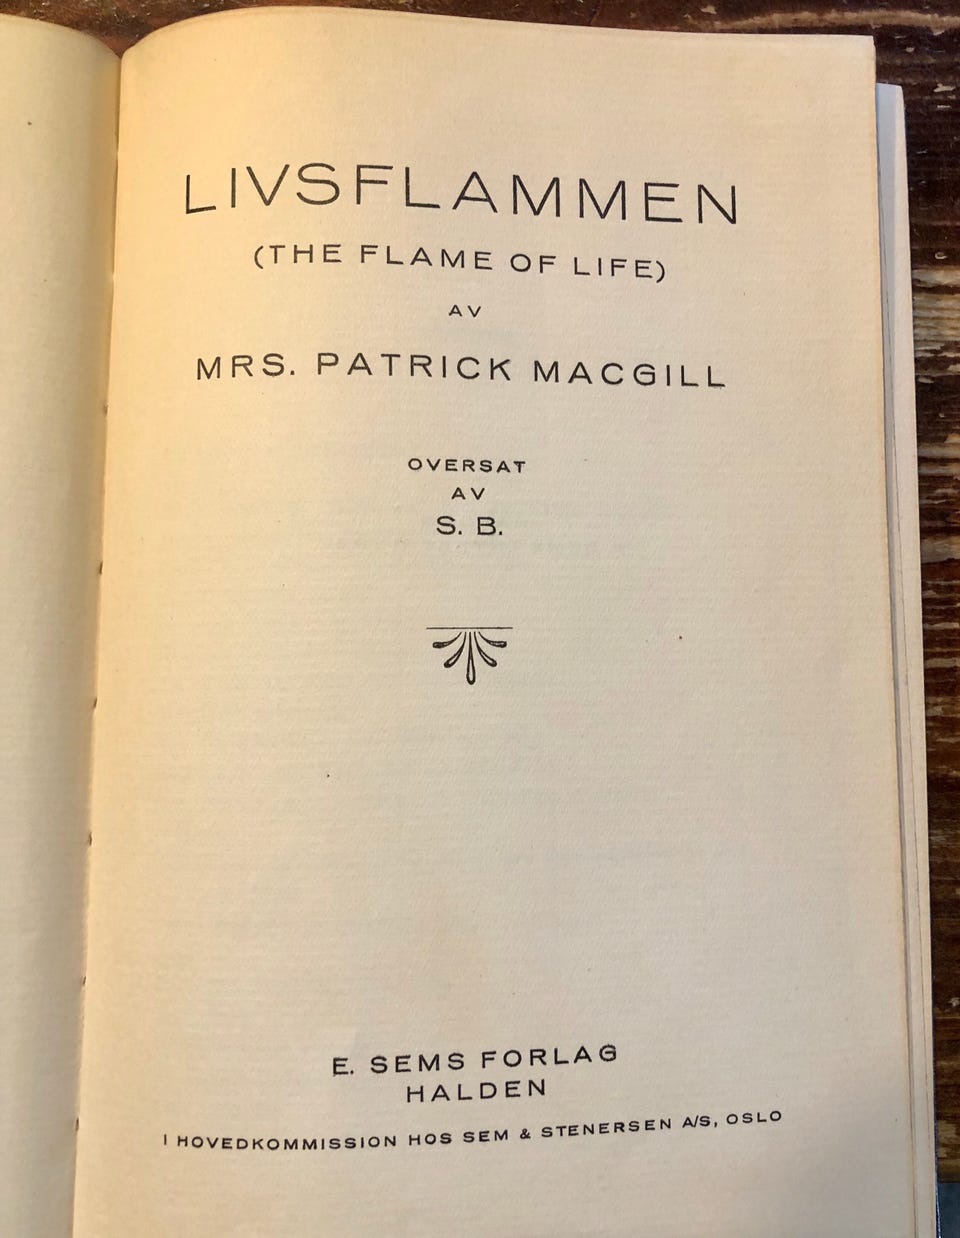 LIVSFLAMMEN
(THE FLAME OF LIFE)
AV
MRS. PATRICK MACGILL
OVERSAT
AV
S. B.
E. SEMS FORLAG
HALDEN
I HOVEDKOMMISSION HOS SEM & STENERSEN A/S, OSLO